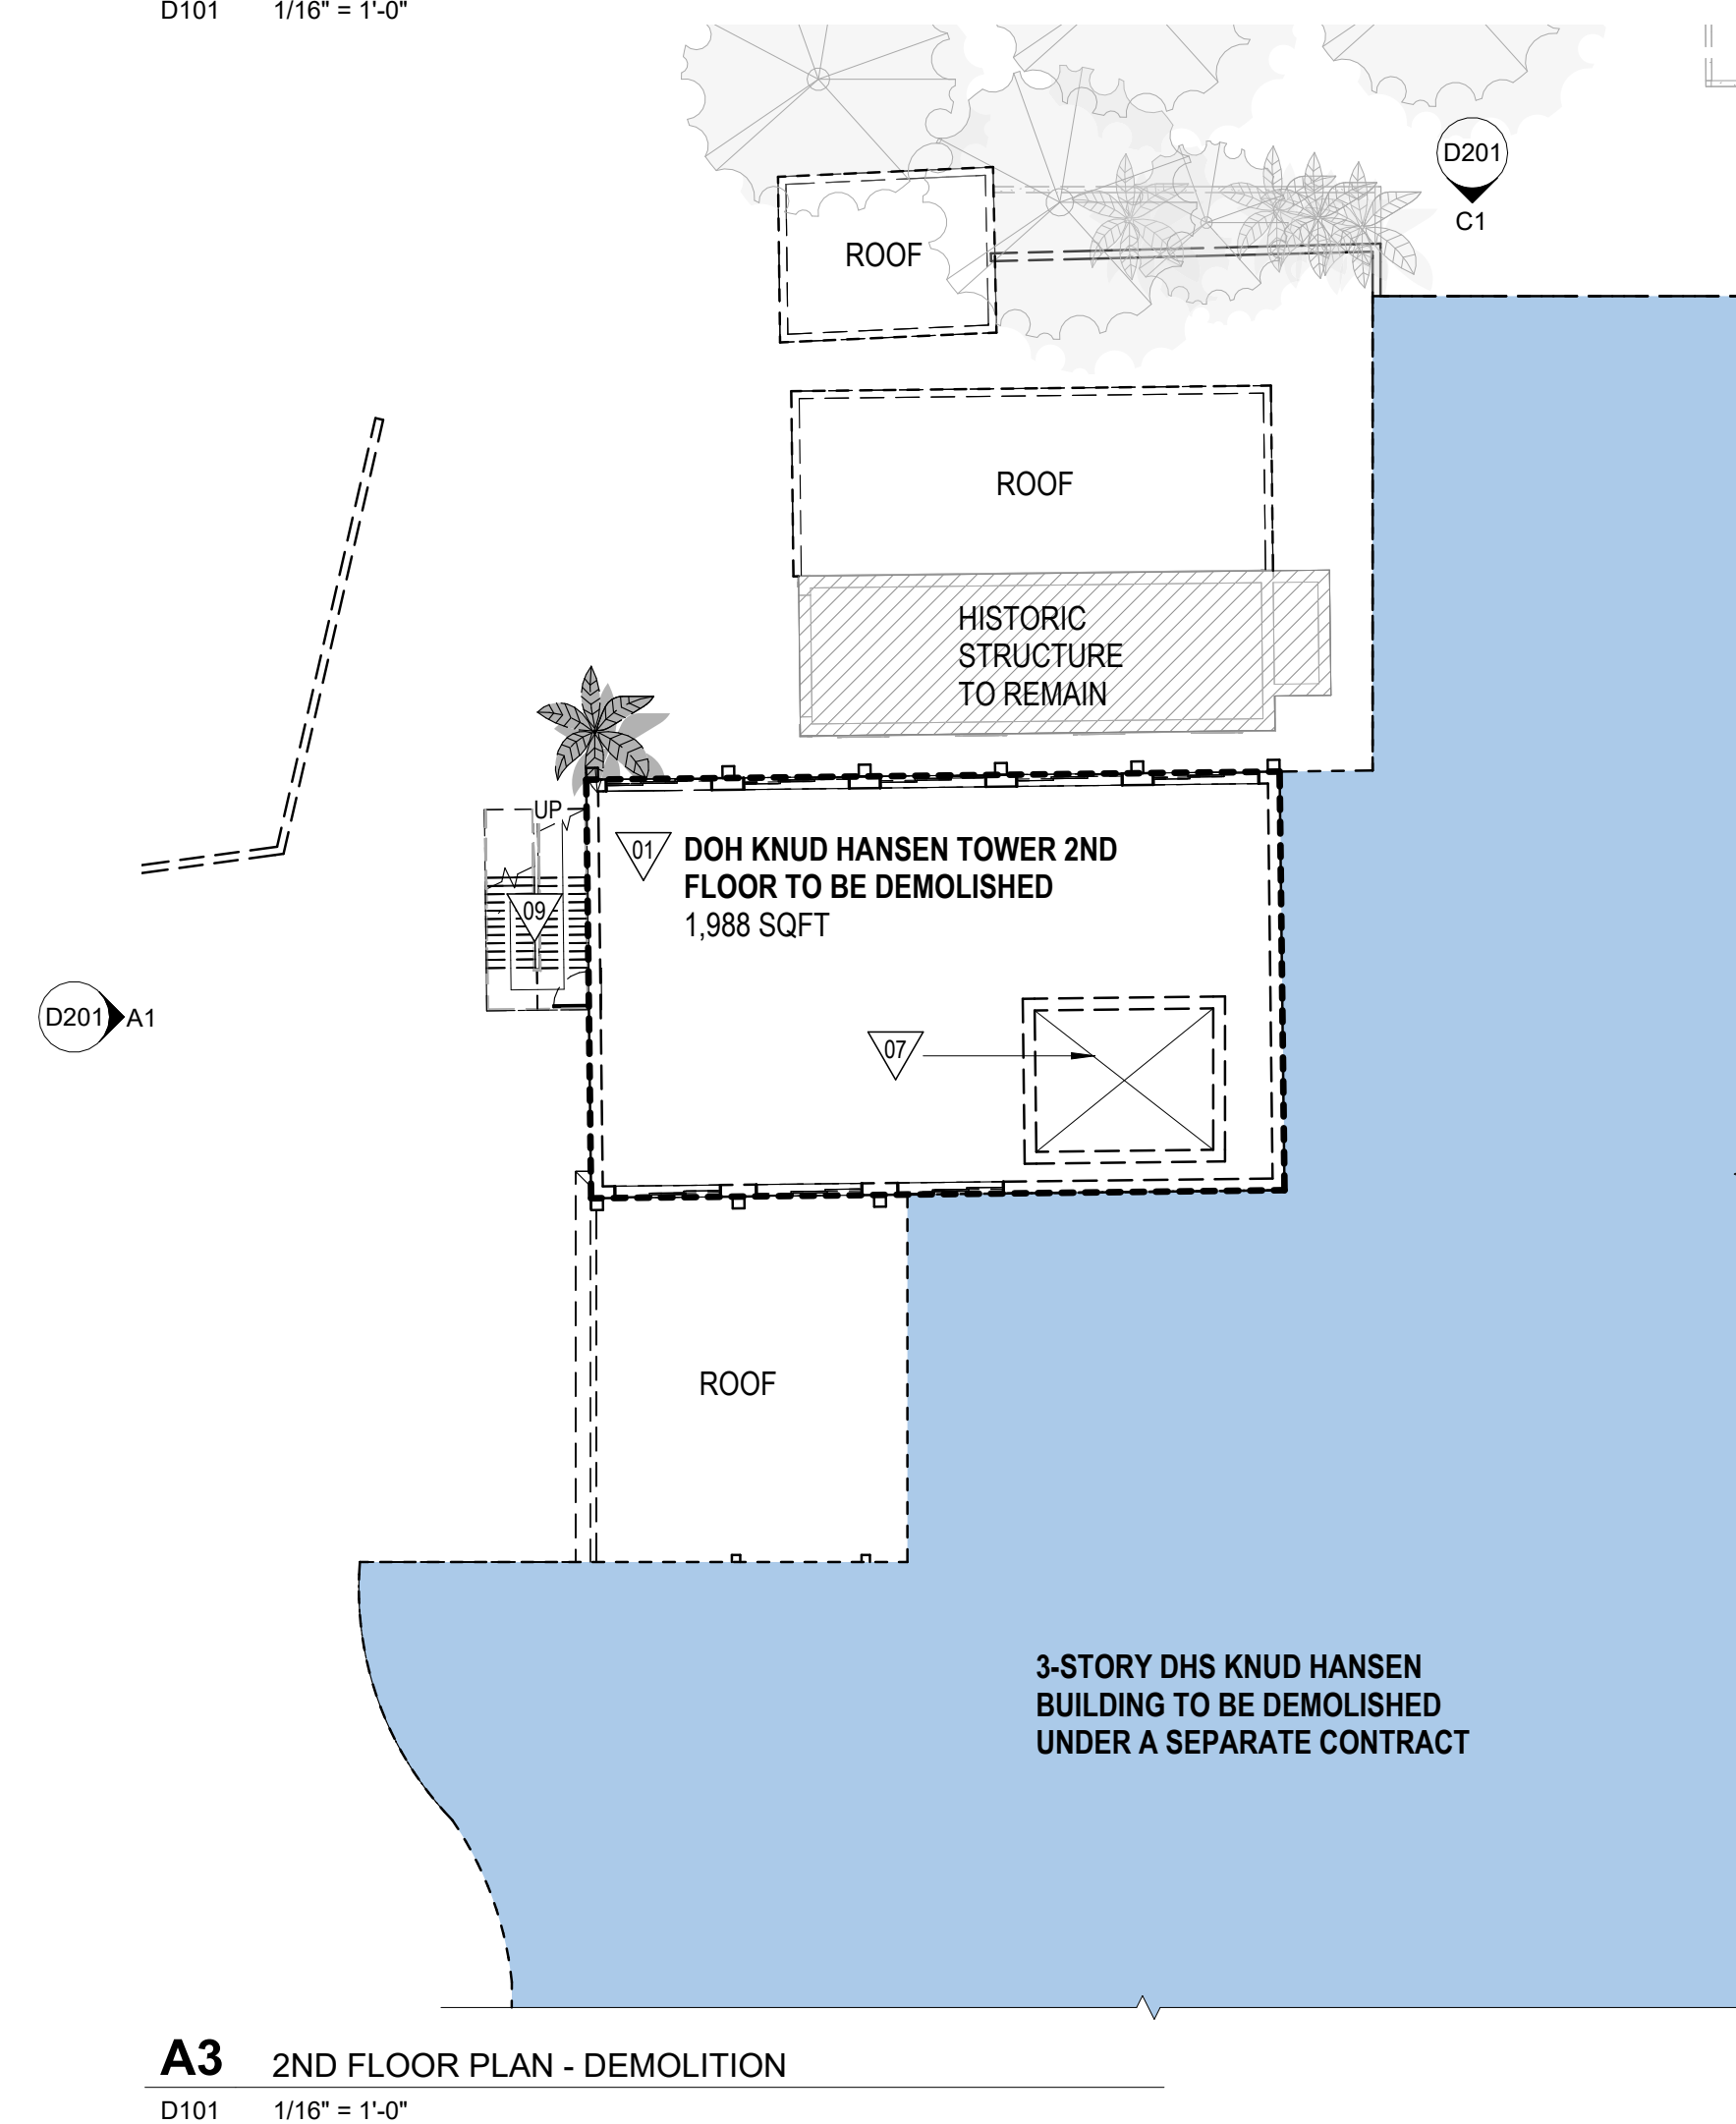 D101 1/16" = 1'-0"
D201
C1
ROOF
ROOF
HISTORIC
STRUCTURE
TO REMAIN
UP
01
DOH KNUD HANSEN TOWER 2ND
FLOOR TO BE DEMOLISHED
1,988 SQFT
09
D201 A1
07
ROOF
3-STORY DHS KNUD HANSEN
BUILDING TO BE DEMOLISHED
UNDER A SEPARATE CONTRACT
A3 2ND FLOOR PLAN - DEMOLITION
D101 1/16" = 1'-0"